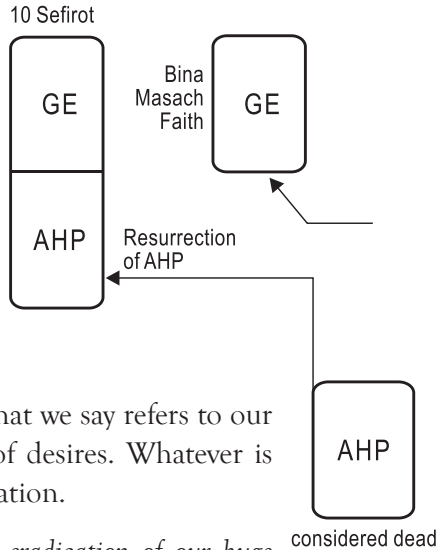 10 Sefirot
GE
Bina
Masach
Faith
GE
AHP
Resurrection
of AHP
hat we say refers to our
of desires. Whatever is
ation.
AHP
eradication of our huge
considered dead